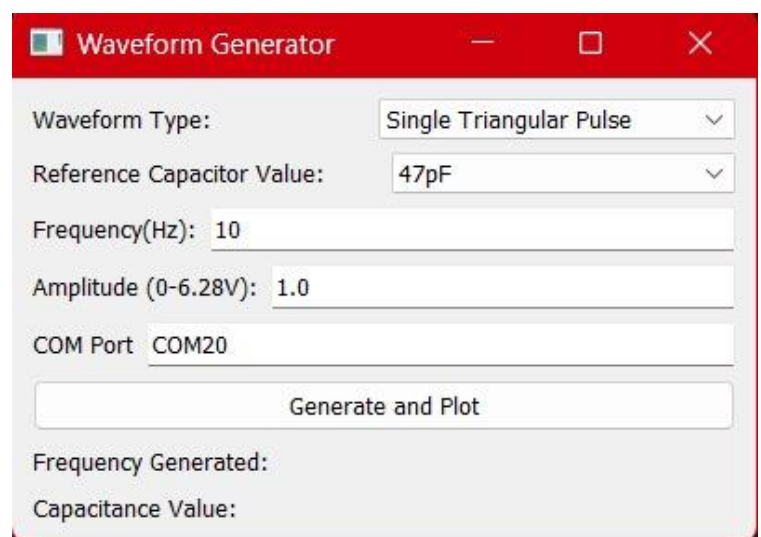 Waveform Generator
Waveform Type: Single Triangular Pulse
Reference Capacitor Value: 47pF
Frequency(Hz): 10
Amplitude (0-6.28V): 1.0
COM Port COM20
Generate and Plot
Frequency Generated:
Capacitance Value: